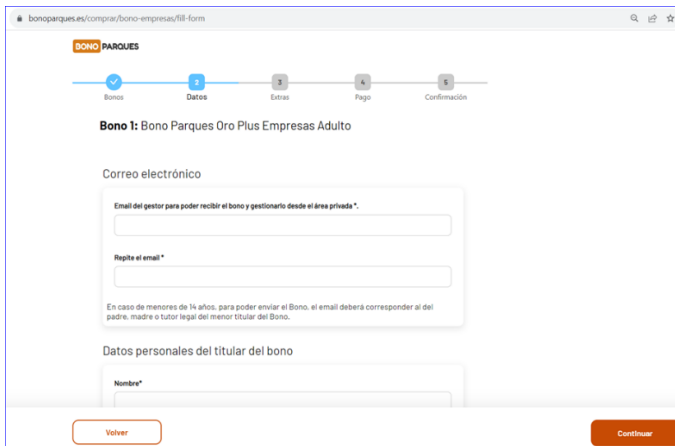 bonoparques.es/comprar/bono-empresas/fill-form
BONO PARQUES
2 3 4 5
Bonos Datos Extras Pago Confirmación
Bono 1: Bono Parques Oro Plus Empresas Adulto
Correo electrónico
Email del gestor para poder recibir el bono y gestionarlo desde el área privada *.
Repite el email *
En caso de menores de 14 años, para poder enviar el Bono, el email deberá corresponder al del
padre, madre o tutor legal del menor titular del Bono.
Datos personales del titular del bono
Nombre*
Volver Continuar